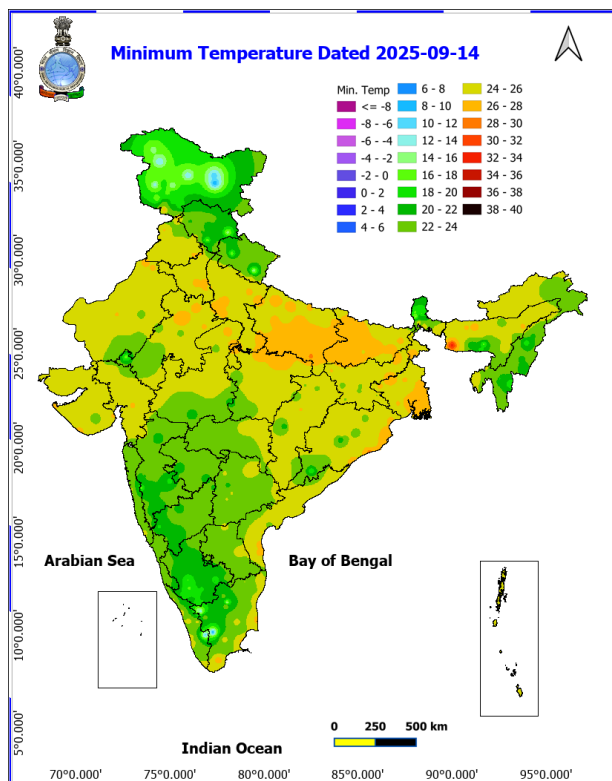 Minimum Temperature Dated 2025-09-14
Min. Temp
<= -8
-8 - -6
-6 - -4
-4 - -2
-2 - 0
0 - 2
2 - 4
4 - 6
6 - 8
8 - 10
10 - 12
12 - 14
14 - 16
16 - 18
18 - 20
20 - 22
22 - 24
24 - 26
26 - 28
28 - 30
30 - 32
32 - 34
34 - 36
36 - 38
38 - 40
40°0.000'
35°0.000'
30°0.000'
25°0.000'
20°0.000'
15°0.000'
10°0.000'
5°0.000'
Arabian Sea
Bay of Bengal
Indian Ocean
0 250 500 km
70°0.000' 75°0.000' 80°0.000' 85°0.000' 90°0.000' 95°0.000'